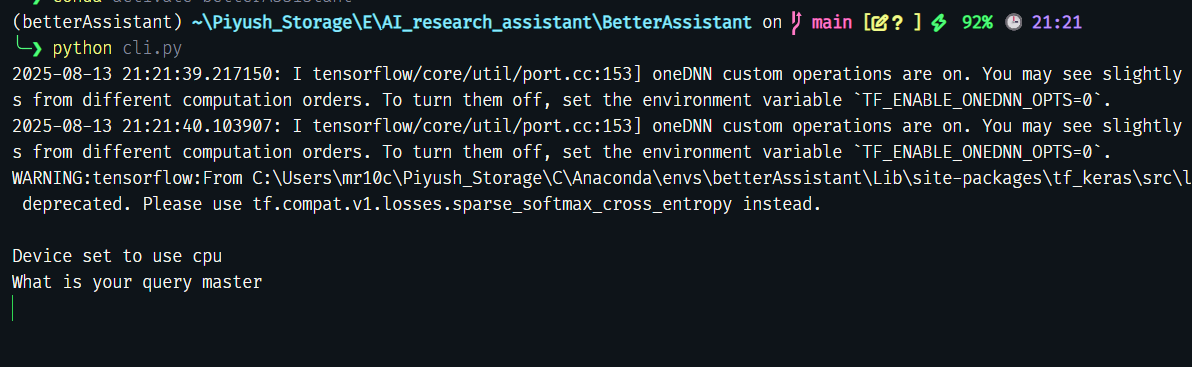 conda activate betterAssistant
(betterAssistant) ~\Piyush_Storage\E\AI_research_assistant\BetterAssistant on main [? ] 92% 21:21
❯ python cli.py
2025-08-13 21:21:39.217150: I tensorflow/core/util/port.cc:153] oneDNN custom operations are on. You may see slightly
s from different computation orders. To turn them off, set the environment variable `TF_ENABLE_ONEDNN_OPTS=0`.
2025-08-13 21:21:40.103907: I tensorflow/core/util/port.cc:153] oneDNN custom operations are on. You may see slightly
s from different computation orders. To turn them off, set the environment variable `TF_ENABLE_ONEDNN_OPTS=0`.
WARNING:tensorflow:From C:\Users\mr10c\Piyush_Storage\C\Anaconda\envs\betterAssistant\Lib\site-packages\tf_keras\src\l
deprecated. Please use tf.compat.v1.losses.sparse_softmax_cross_entropy instead.
Device set to use cpu
What is your query master